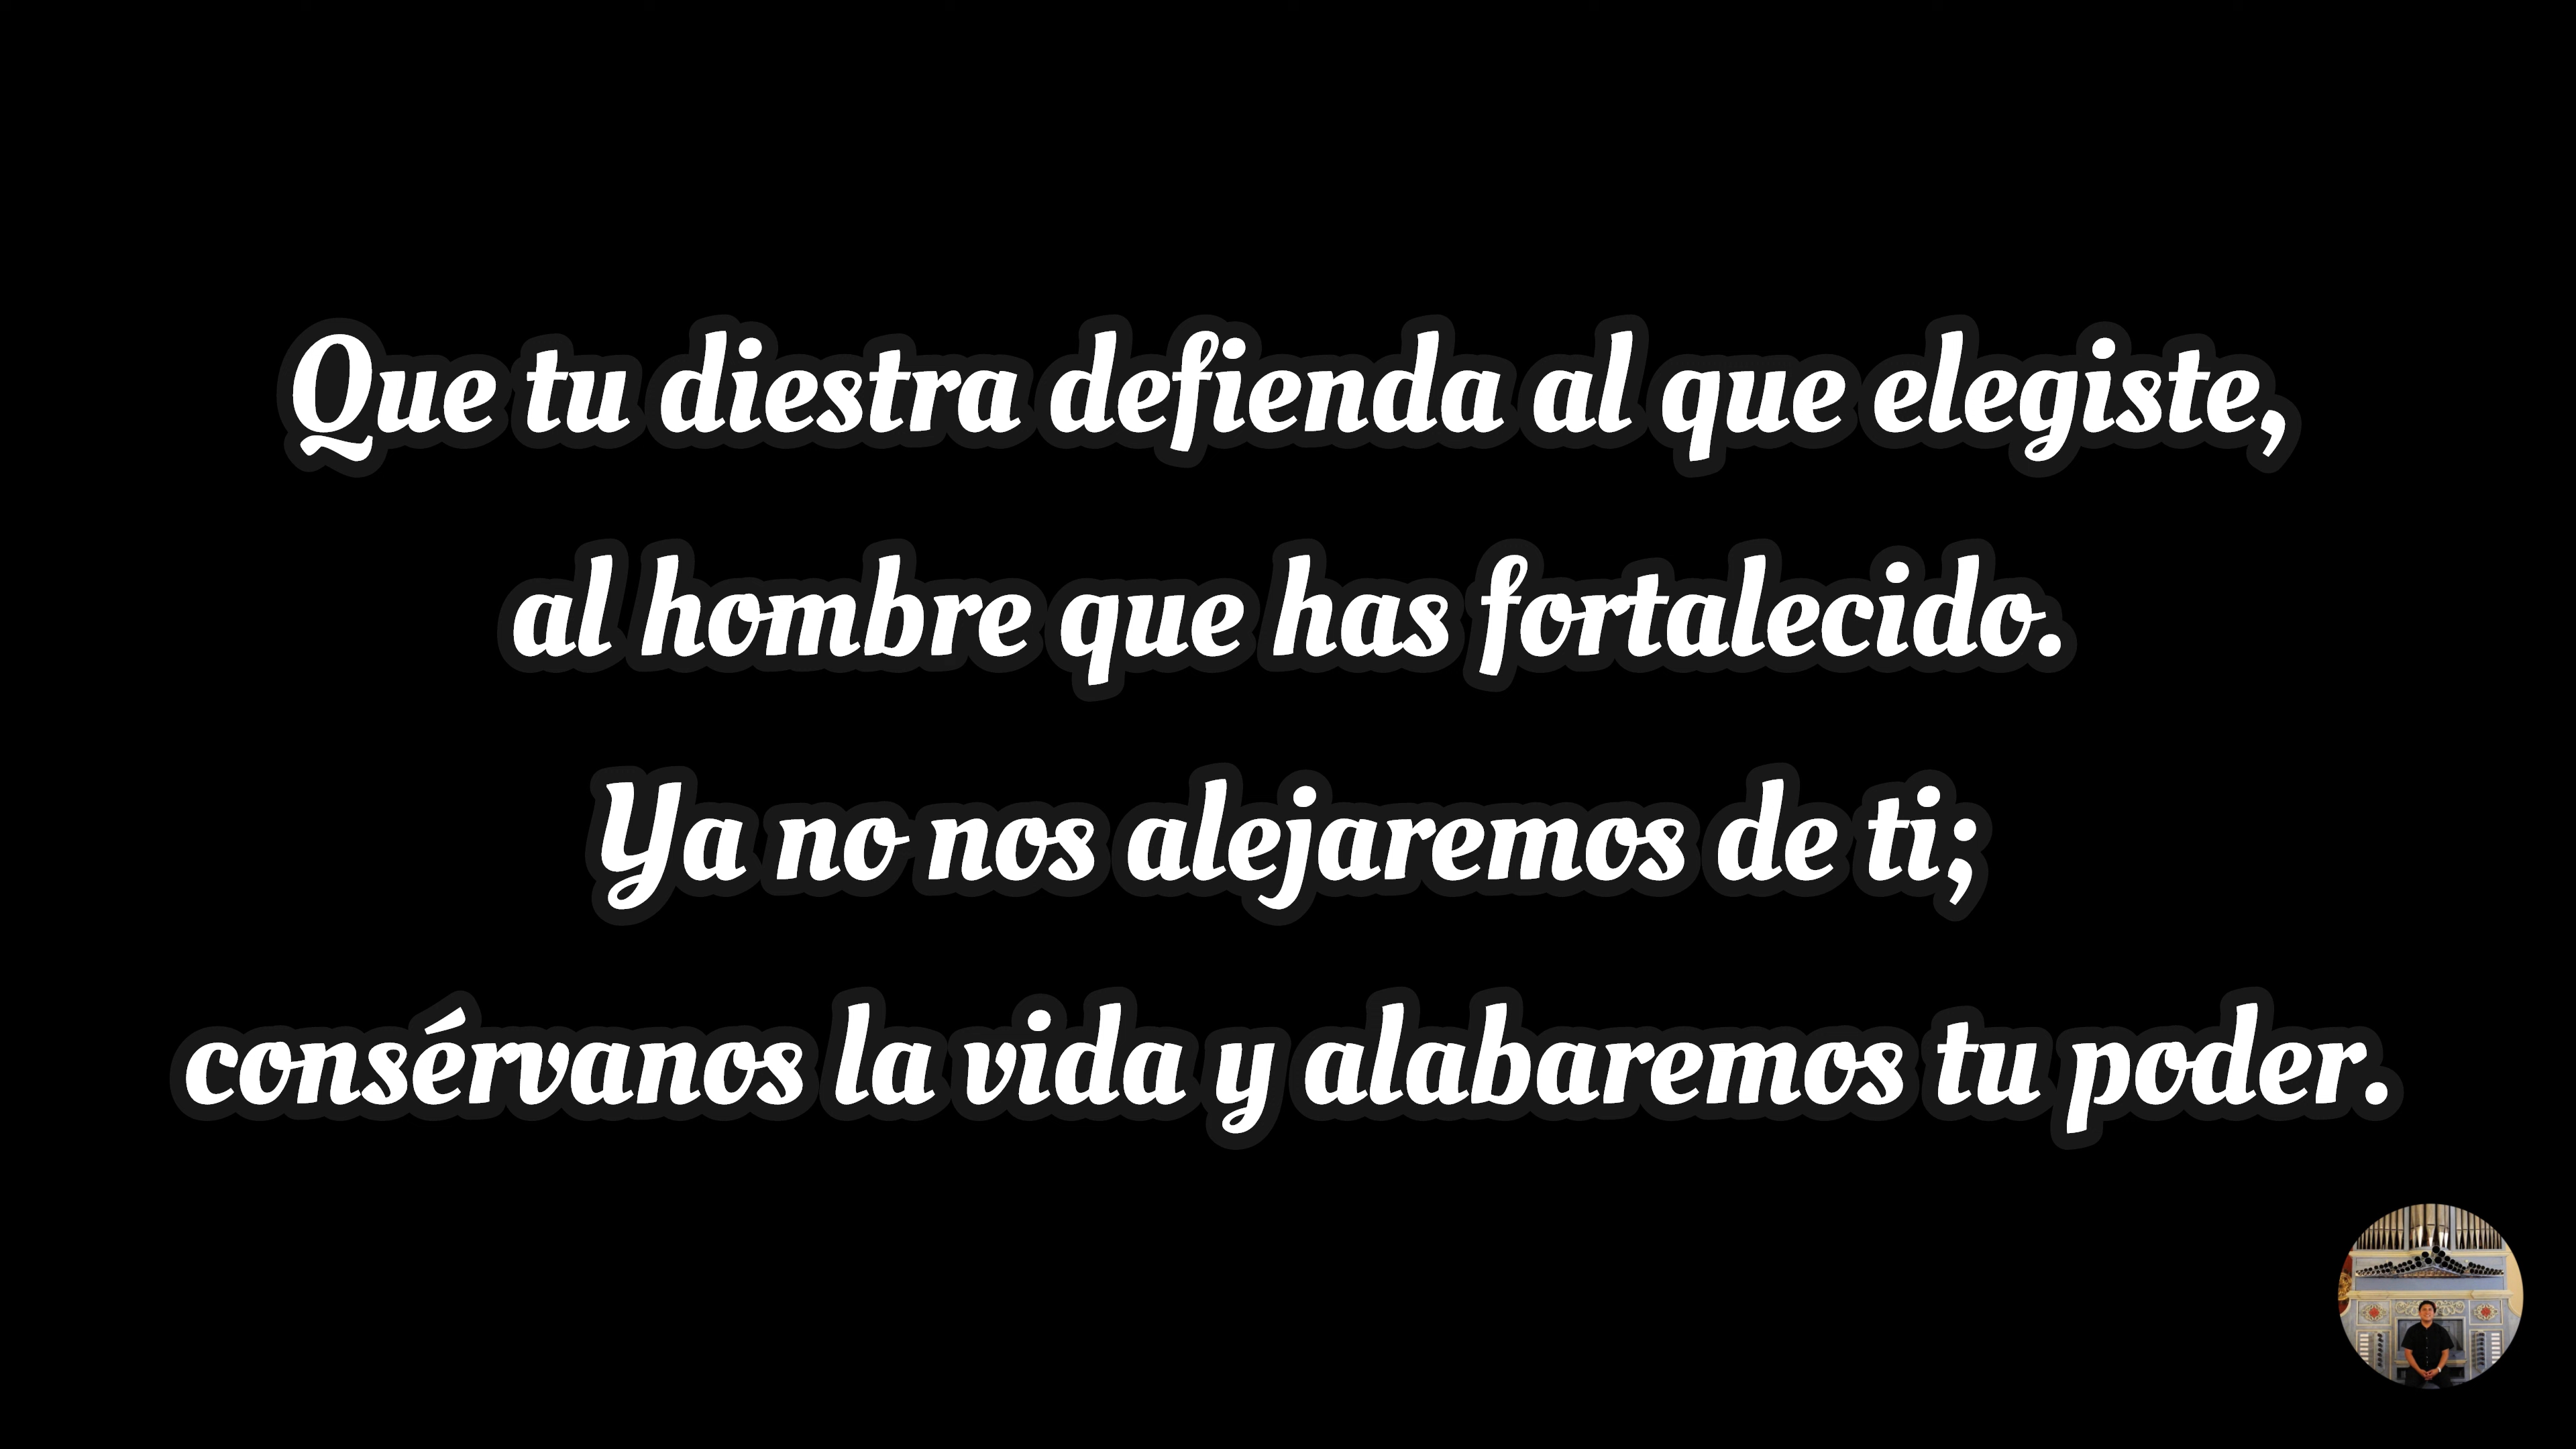 Que tu diestra defienda al que elegiste,
al hombre que has fortalecido.
Ya no nos alejaremos de ti;
consérvanos la vida y alabaremos tu poder.